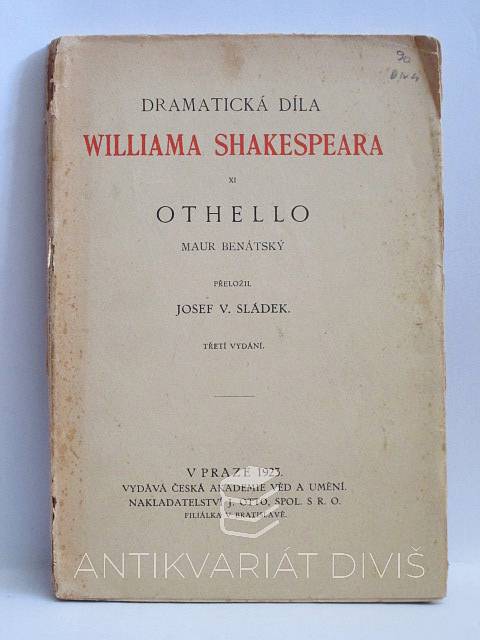 DRAMATICKÁ DÍLA
WILLIAMA SHAKESPEARA
XI
OTHELLO
MAUR BENÁTSKÝ
PŘELOŽIL
JOSEF V. SLÁDEK.
TŘETÍ VYDÁNÍ.
V PRAZE 1923.
VYDÁVÁ ČESKÁ AKADEMIE VĚD A UMĚNÍ.
NAKLADATELSTVÍ J. OTTO, SPOL. S R. O.
FILIÁLKA V BRATISLAVĚ.
ANTIKVARIÁT DIVIŠ